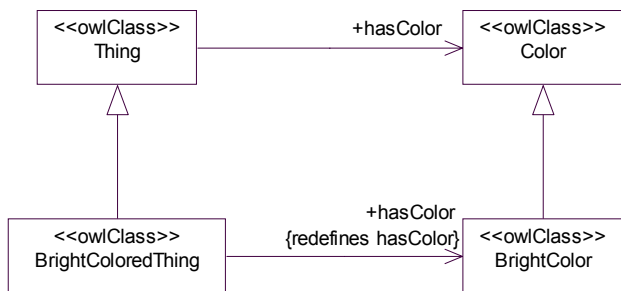 <<owlClass>>
Thing
+hasColor
<<owlClass>>
Color
<<owlClass>>
BrightColoredThing
+hasColor
{redefines hasColor}
<<owlClass>>
BrightColor